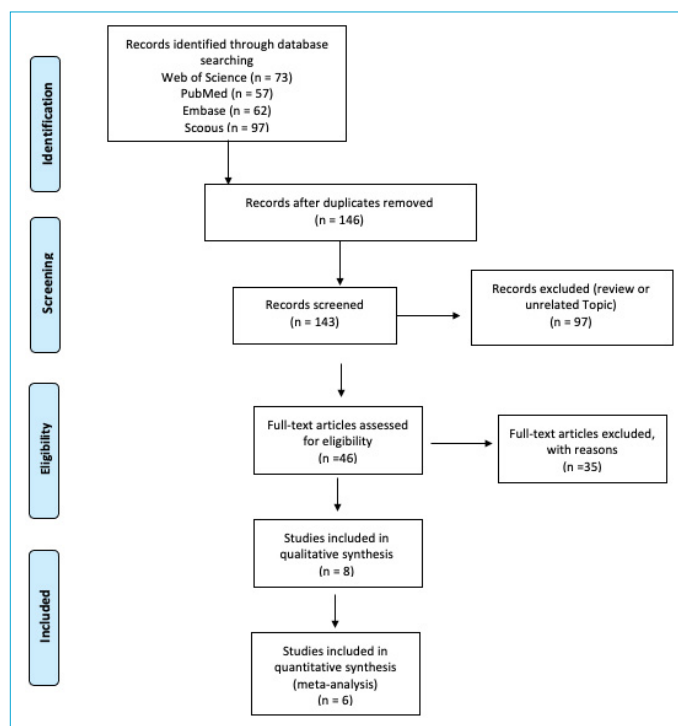 Records identified through database
searching
Web of Science (n = 73)
PubMed (n = 57)
Embase (n = 62)
Scopus (n = 97)
Identification
Records after duplicates removed
(n = 146)
Screening
Records screened
(n = 143)
Records excluded (review or
unrelated Topic)
(n = 97)
Eligibility
Full-text articles assessed
for eligibility
(n =46)
Full-text articles excluded,
with reasons
(n =35)
Studies included in
qualitative synthesis
(n = 8)
Included
Studies included in
quantitative synthesis
(meta-analysis)
(n = 6)